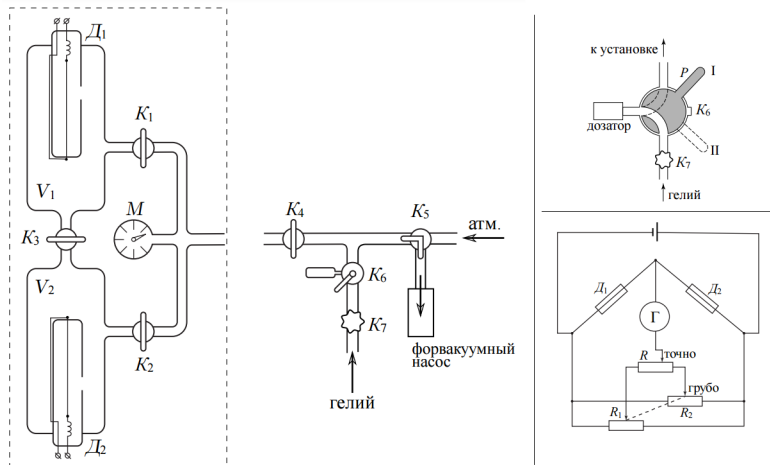 Д1
K1
V1
M
K3
V2
K2
Д2
K4
K5
атм.
K6
K7
форвакуумный
насос
гелий
к установке
P
I
дозатор
K6
II
K7
гелий
Д1
Д2
Г
R
точно
грубо
R1
R2